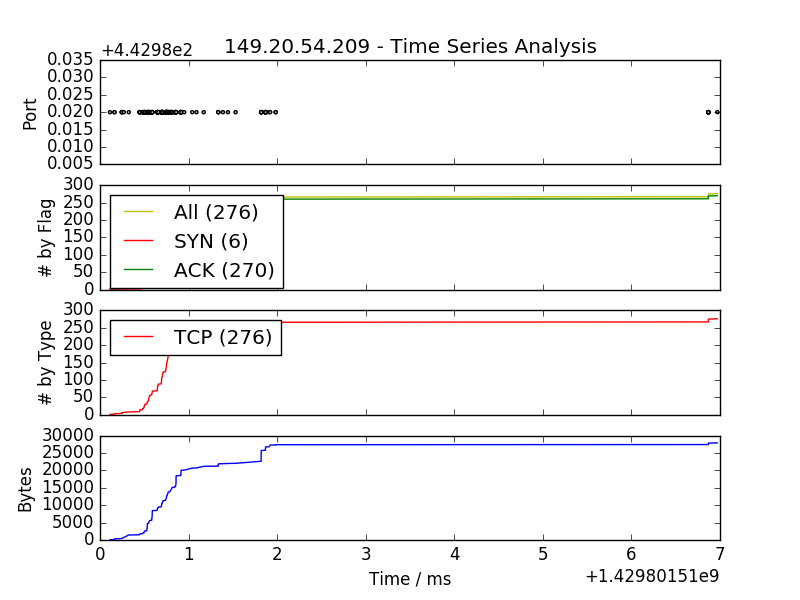 149.20.54.209 - Time Series Analysis
+4.4298e2
0.035
0.030
0.025
0.020
0.015
0.010
0.005
Port
300
250
200
150
100
50
0
# by Flag
All (276)
SYN (6)
ACK (270)
300
250
200
150
100
50
0
# by Type
TCP (276)
30000
25000
20000
15000
10000
5000
0
Bytes
0 1 2 3 4 5 6 7
Time / ms
+1.42980151e9